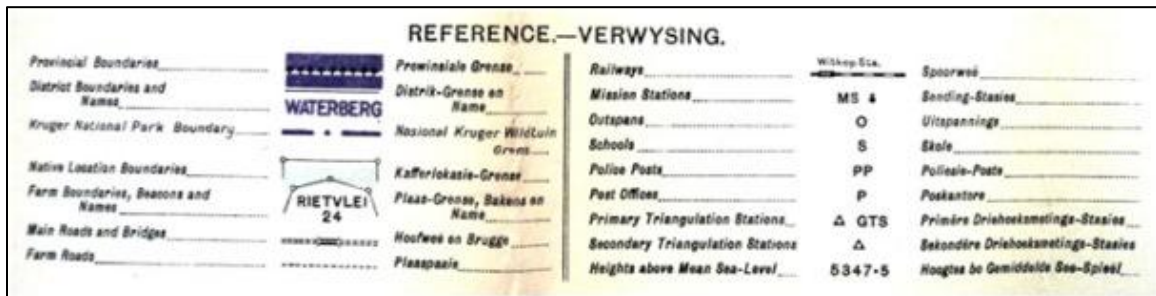 REFERENCE.—VERWYSING.
Provincial Boundaries Prowinsiale Grense
District Boundaries and Names WATERBERG Distrik-Grense en Name
Kruger National Park Boundary Nasional Kruger Wildtuin Grens
Native Location Boundaries Kafferlokasie-Grense
Farm Boundaries, Beacons and Names RIETVLEI 24 Plaas-Grense, Bakens en Name
Main Roads and Bridges Hoofweë en Brugge
Farm Roads Plaaspaaie
Railways Witkop Sta. Spoorweë
Mission Stations MS Sending-Stasies
Outspans O Uitspannings
Schools S Skole
Police Posts PP Poliesie-Poste
Post Offices P Poskantore
Primary Triangulation Stations △ GTS Primêre Driehoeksmetings-Stasies
Secondary Triangulation Stations △ Sekondêre Driehoeksmetings-Stasies
Heights above Mean Sea-Level 5347·5 Hoogtes bo Gemiddelde See-Spieël